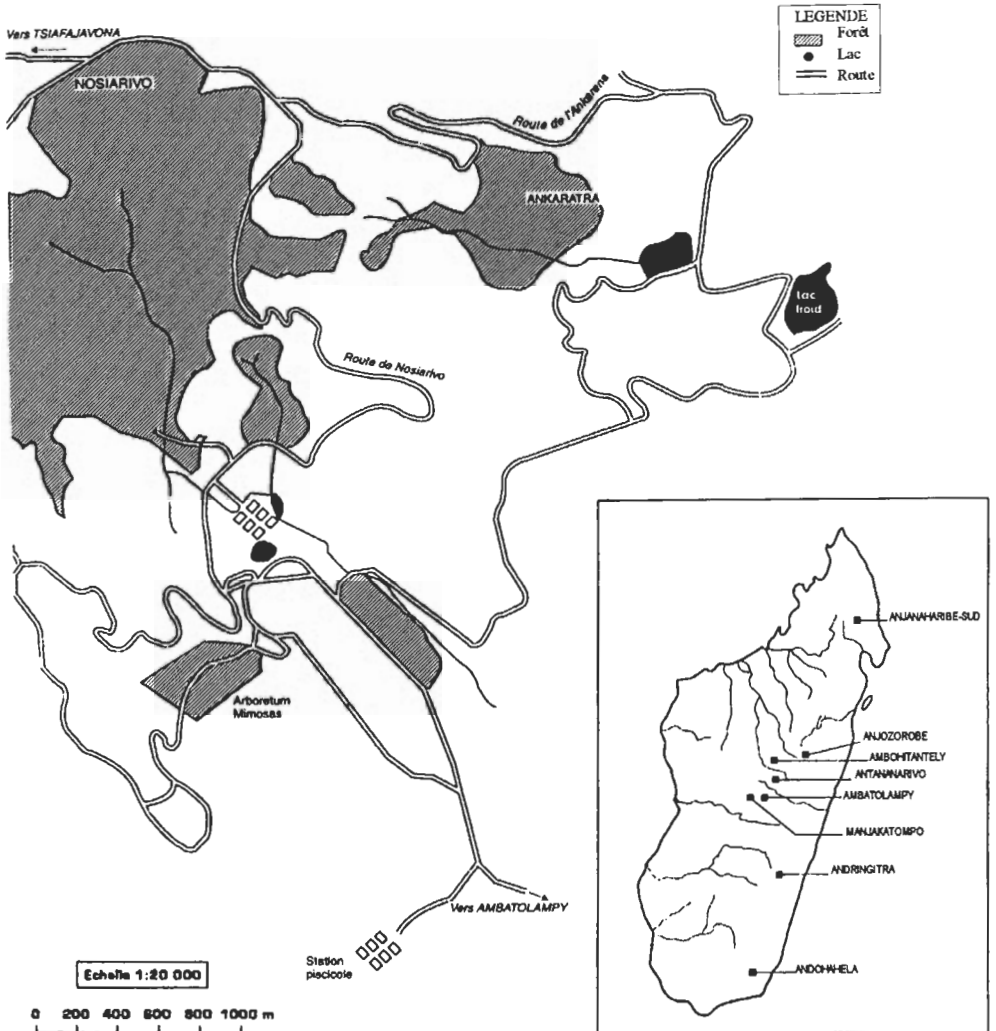 Vers TSIAFAJAVONA
LEGENDE
Forêt
Lac
Route
NOSIARIVO
Route de l'Ankarana
ANKARATRA
Lac
froid
Route de Nosiarivo
Arboretum
Mimosas
Vers AMBATOLAMPY
Station
piscicole
Echelle 1:20 000
0 200 400 600 800 1000 m
ANJANAHARIBE-SUD
ANJOZOROBE
AMBOHITANTELY
ANTANANARIVO
AMBATOLAMPY
MANJAKATOMPO
ANDRINGITRA
ANDOHAHELA